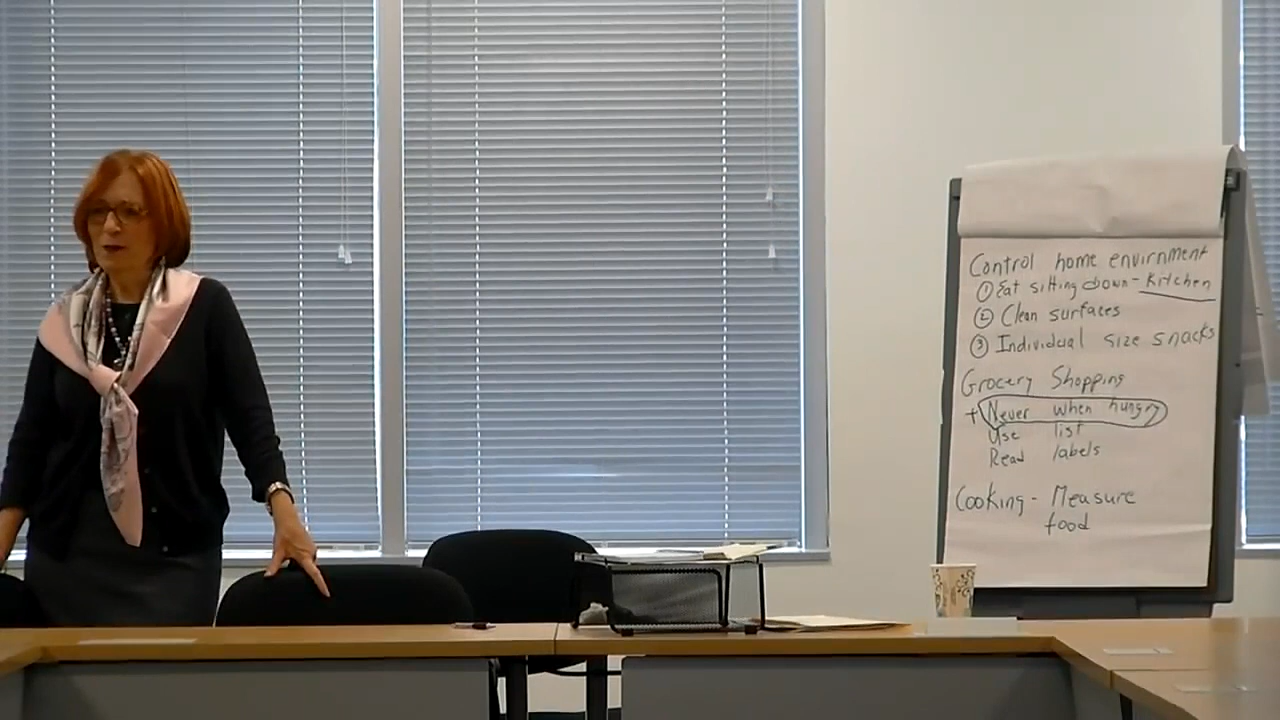 Control home envirnment
① Eat sitting down - Kitchen
② Clean surfaces
③ Individual size snacks
Grocery Shopping
+ Never when hungry
Use list
Read labels
Cooking - Measure
food